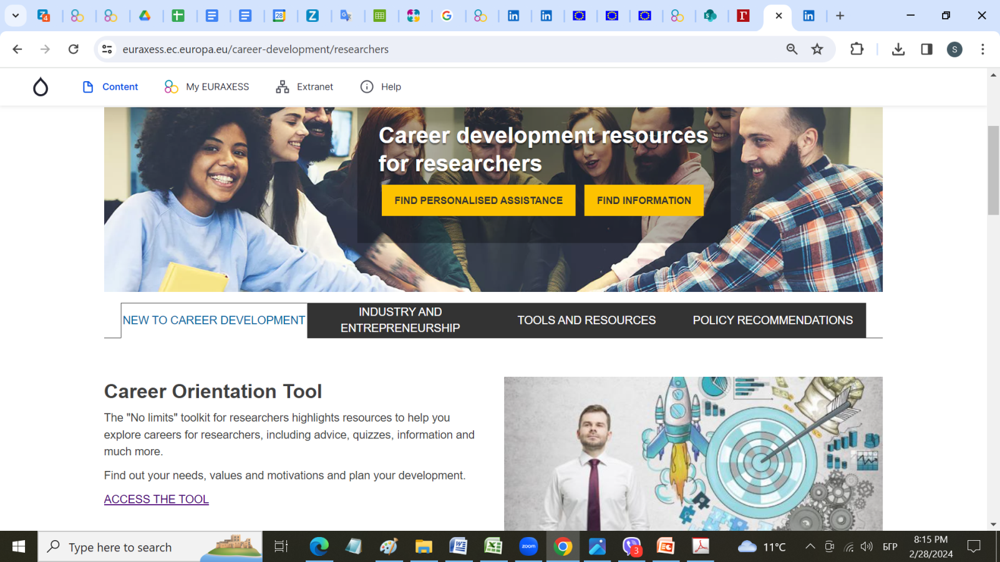 4
28
euraxess.ec.europa.eu/career-development/researchers
S
Content
My EURAXESS
Extranet
Help
Career development resources
for researchers
FIND PERSONALISED ASSISTANCE
FIND INFORMATION
NEW TO CAREER DEVELOPMENT
INDUSTRY AND
ENTREPRENEURSHIP
TOOLS AND RESOURCES
POLICY RECOMMENDATIONS
Career Orientation Tool
The "No limits" toolkit for researchers highlights resources to help you
explore careers for researchers, including advice, quizzes, information and
much more.
Find out your needs, values and motivations and plan your development.
ACCESS THE TOOL
Type here to search
zoom
3
11°C
БГР
8:15 PM
2/28/2024